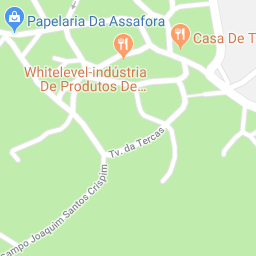 Papelaria Da Assafora
Casa De T
Whitelevel-indústria
De Produtos De...
Tv. da Tercas
Campo Joaquim Santos Crispim